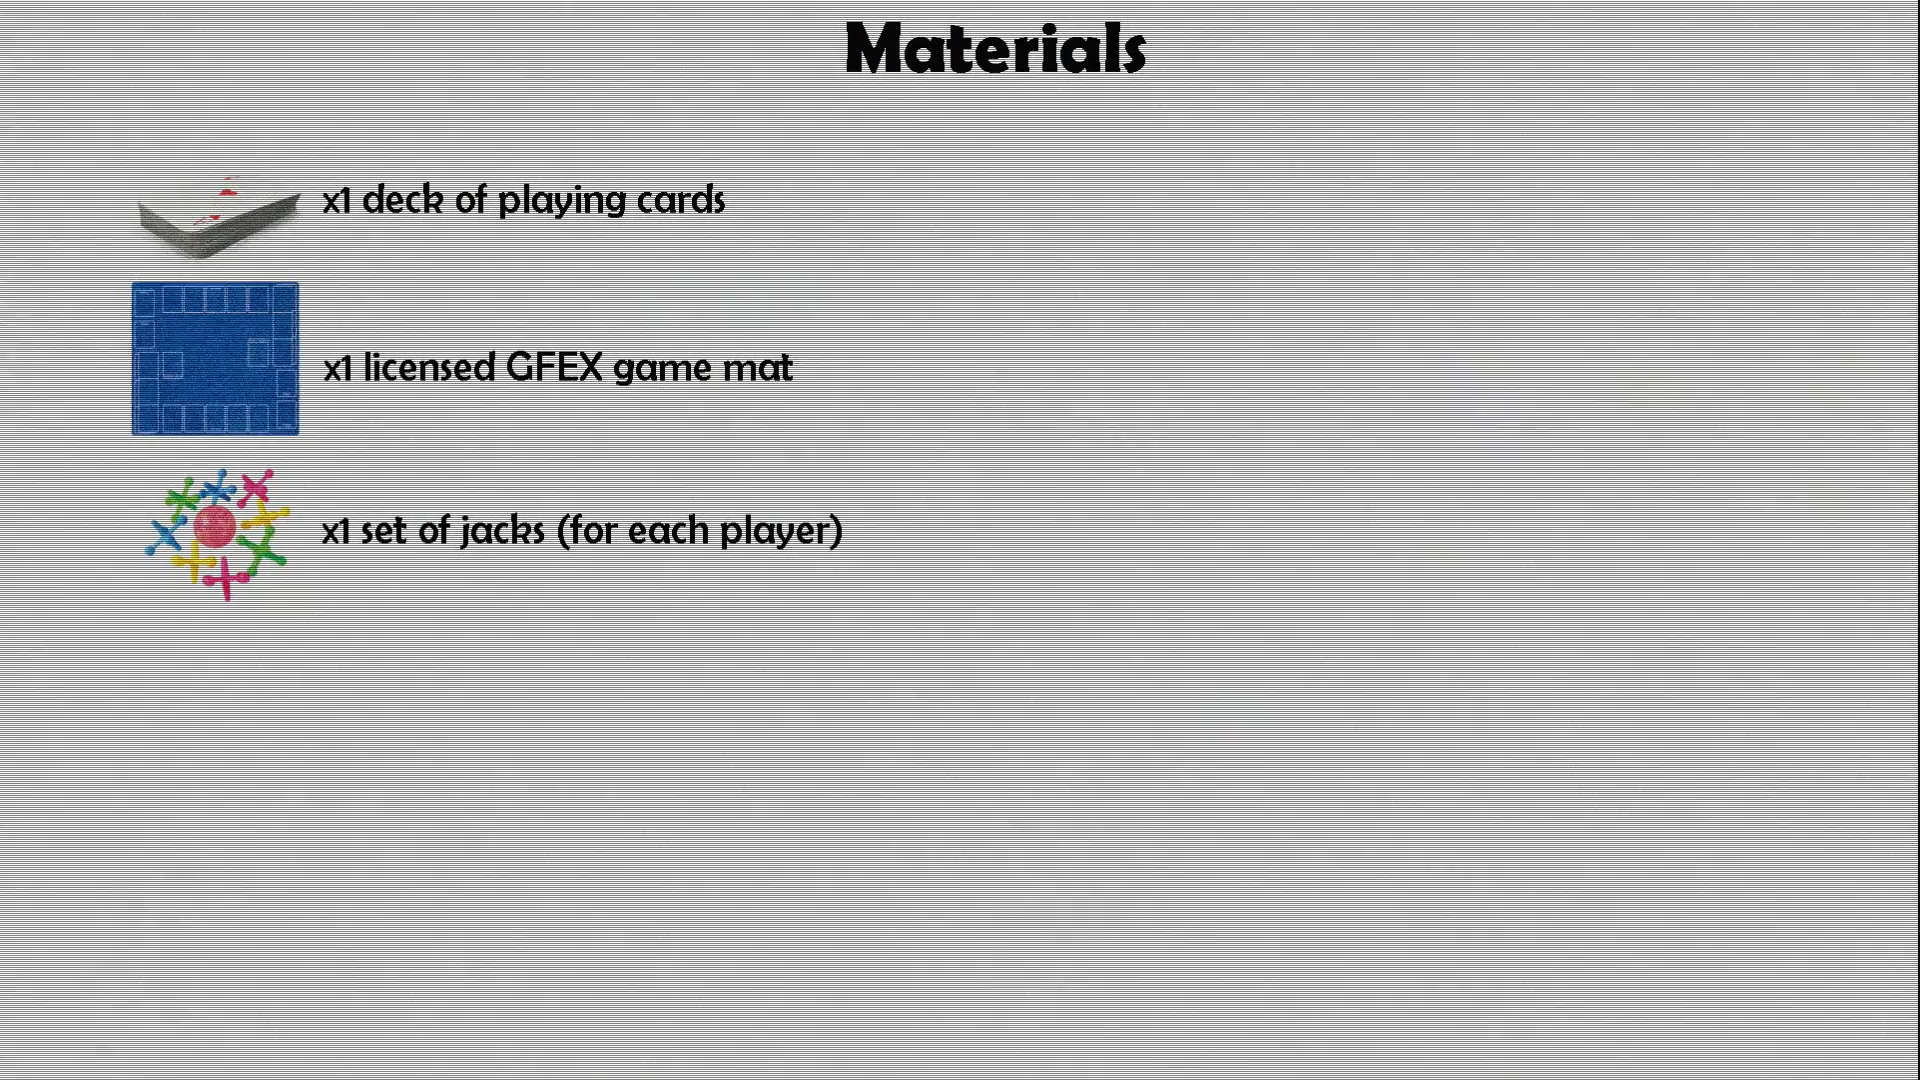 Materials
x1 deck of playing cards
x1 licensed GFEX game mat
x1 set of jacks (for each player)